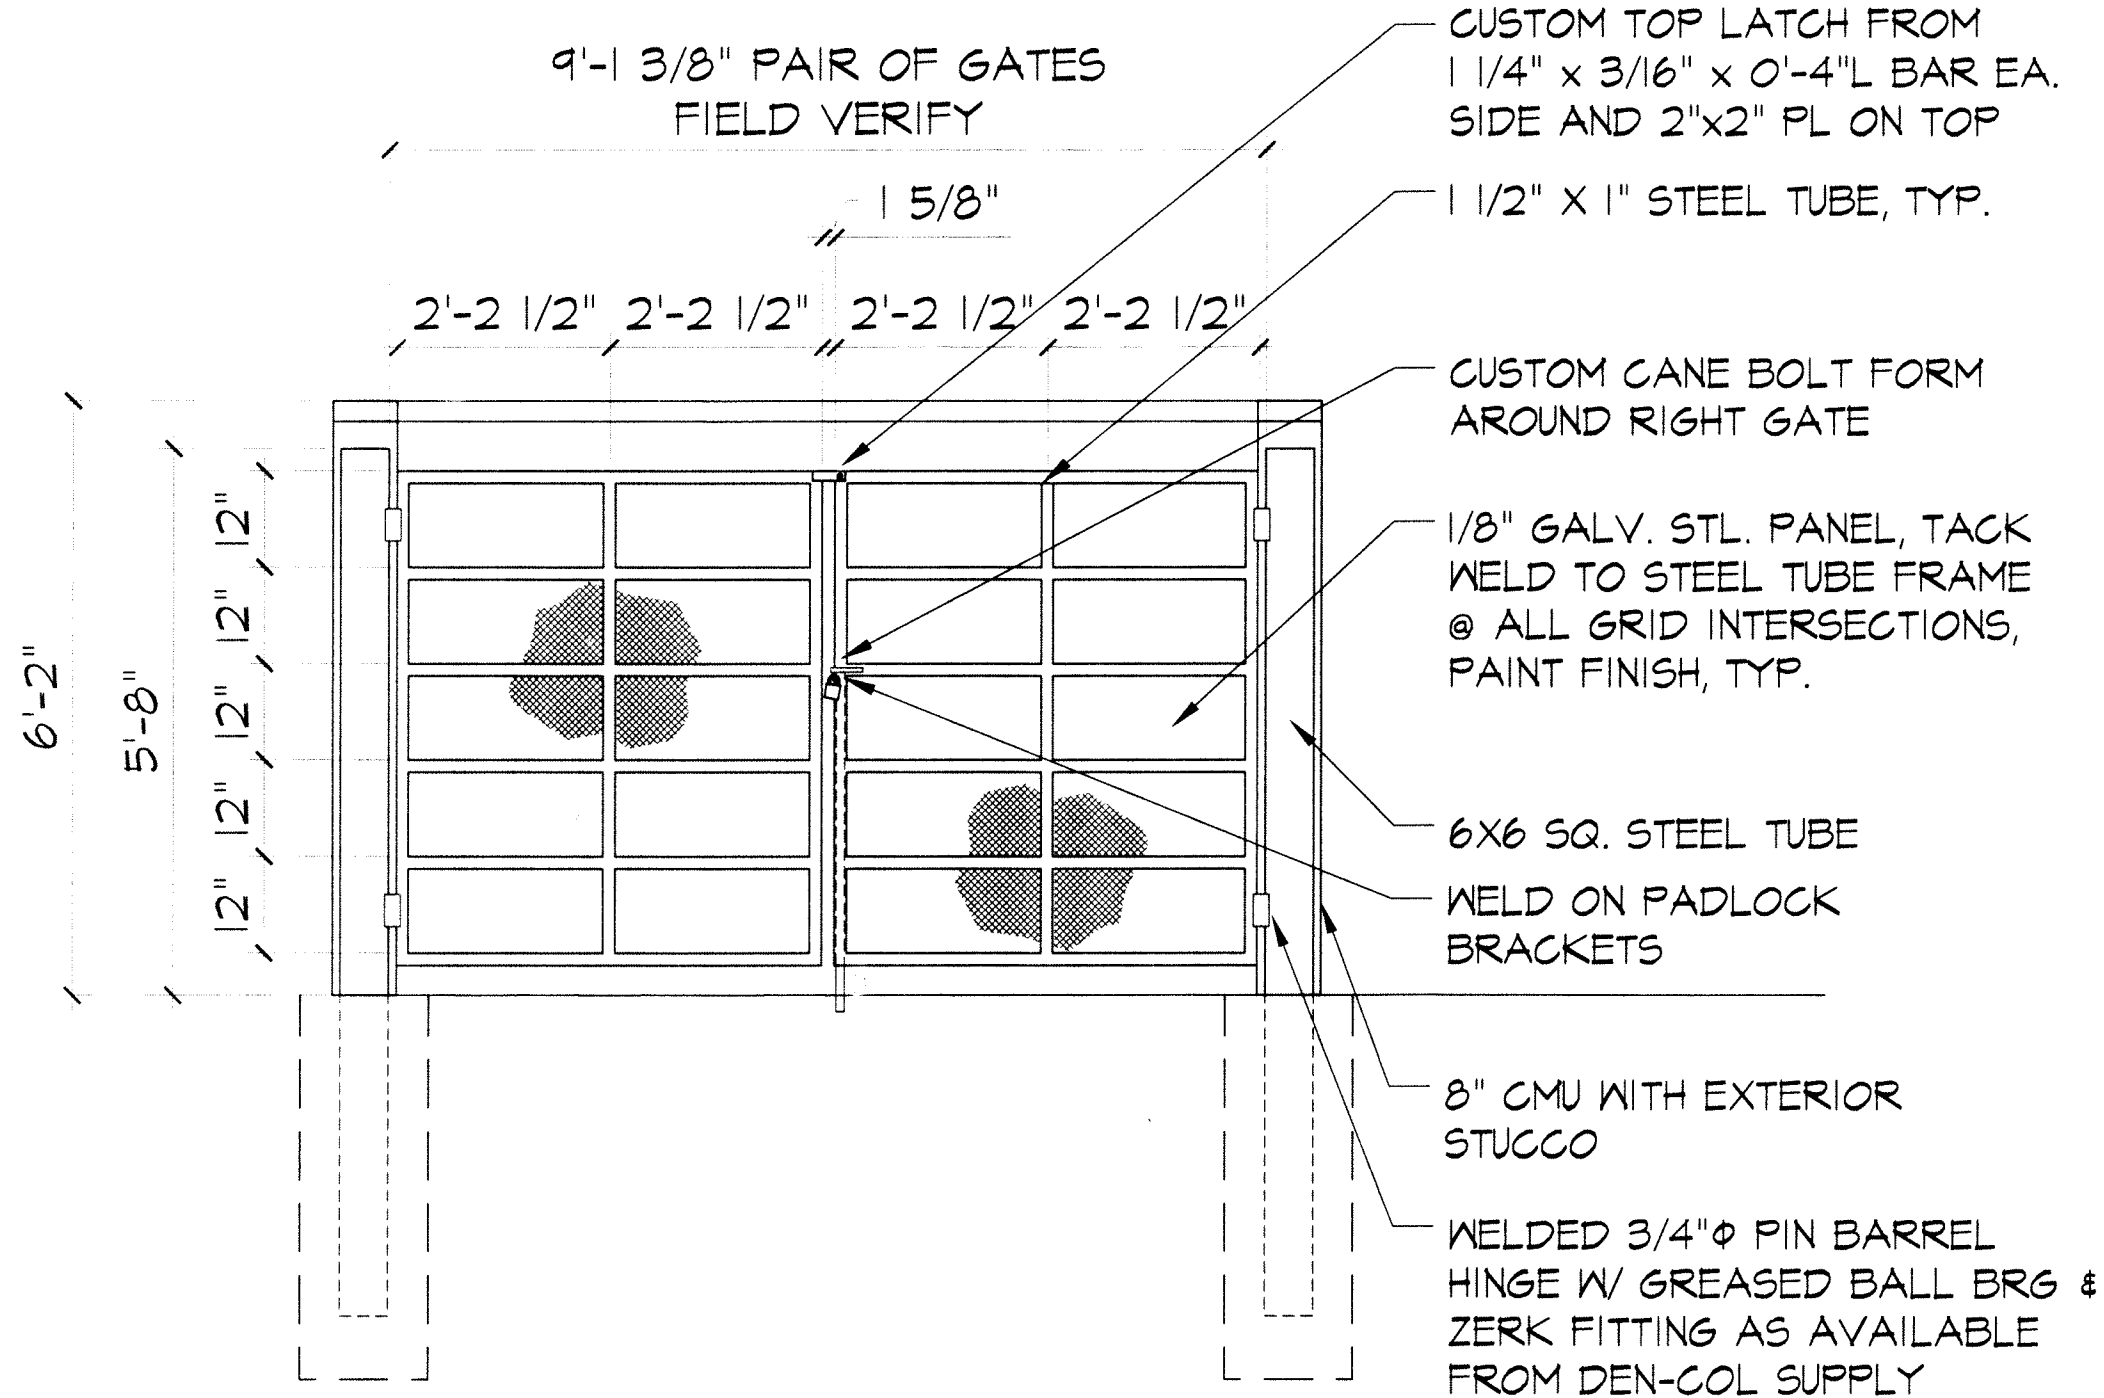 9'-1 3/8" PAIR OF GATES
FIELD VERIFY
1 5/8"
2'-2 1/2" 2'-2 1/2" 2'-2 1/2" 2'-2 1/2"
6'-2"
5'-8"
12"
12"
12"
12"
12"
CUSTOM TOP LATCH FROM
1 1/4" x 3/16" x 0'-4"L BAR EA.
SIDE AND 2"x2" PL ON TOP
1 1/2" X 1" STEEL TUBE, TYP.
CUSTOM CANE BOLT FORM
AROUND RIGHT GATE
1/8" GALV. STL. PANEL, TACK
WELD TO STEEL TUBE FRAME
@ ALL GRID INTERSECTIONS,
PAINT FINISH, TYP.
6X6 SQ. STEEL TUBE
WELD ON PADLOCK
BRACKETS
8" CMU WITH EXTERIOR
STUCCO
WELDED 3/4"Φ PIN BARREL
HINGE W/ GREASED BALL BRG &
ZERK FITTING AS AVAILABLE
FROM DEN-COL SUPPLY